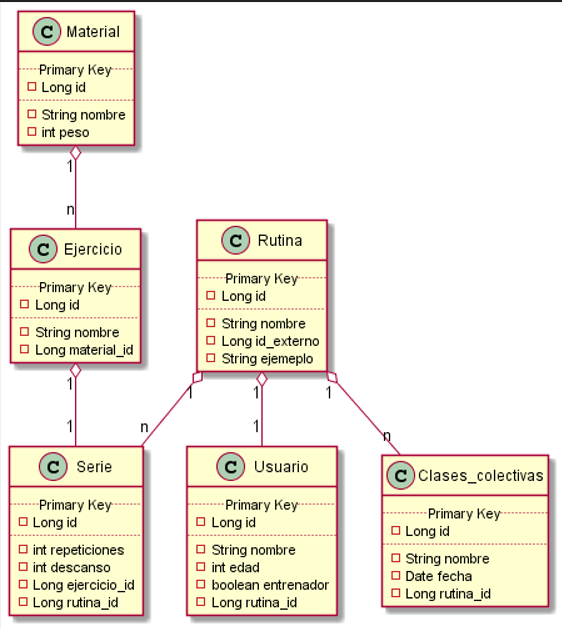 C Material
Primary Key
Long id
String nombre
int peso
1
n
C Ejercicio
Primary Key
Long id
String nombre
Long material_id
1
1
C Rutina
Primary Key
Long id
String nombre
Long id_externo
String ejemeplo
1
n
1
1
1
n
C Serie
Primary Key
Long id
int repeticiones
int descanso
Long ejercicio_id
Long rutina_id
C Usuario
Primary Key
Long id
String nombre
int edad
boolean entrenador
Long rutina_id
C Clases_colectivas
Primary Key
Long id
String nombre
Date fecha
Long rutina_id